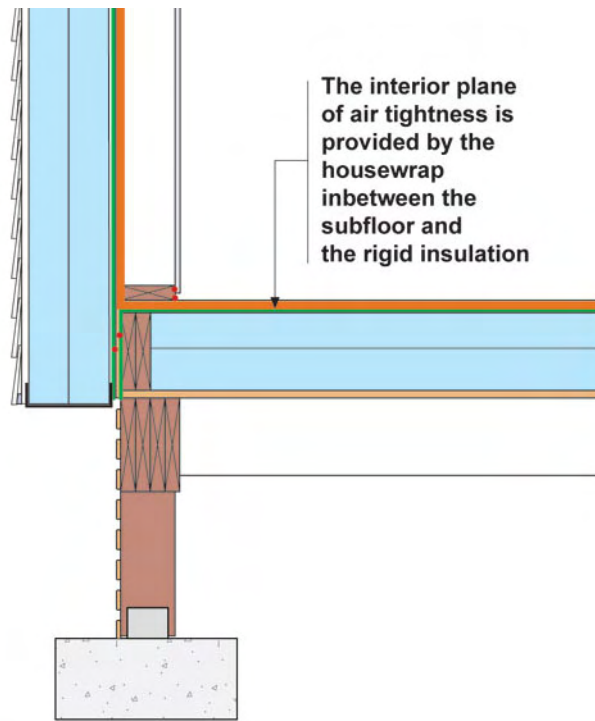 The interior plane
of air tightness is
provided by the
housewrap
inbetween the
subfloor and
the rigid insulation